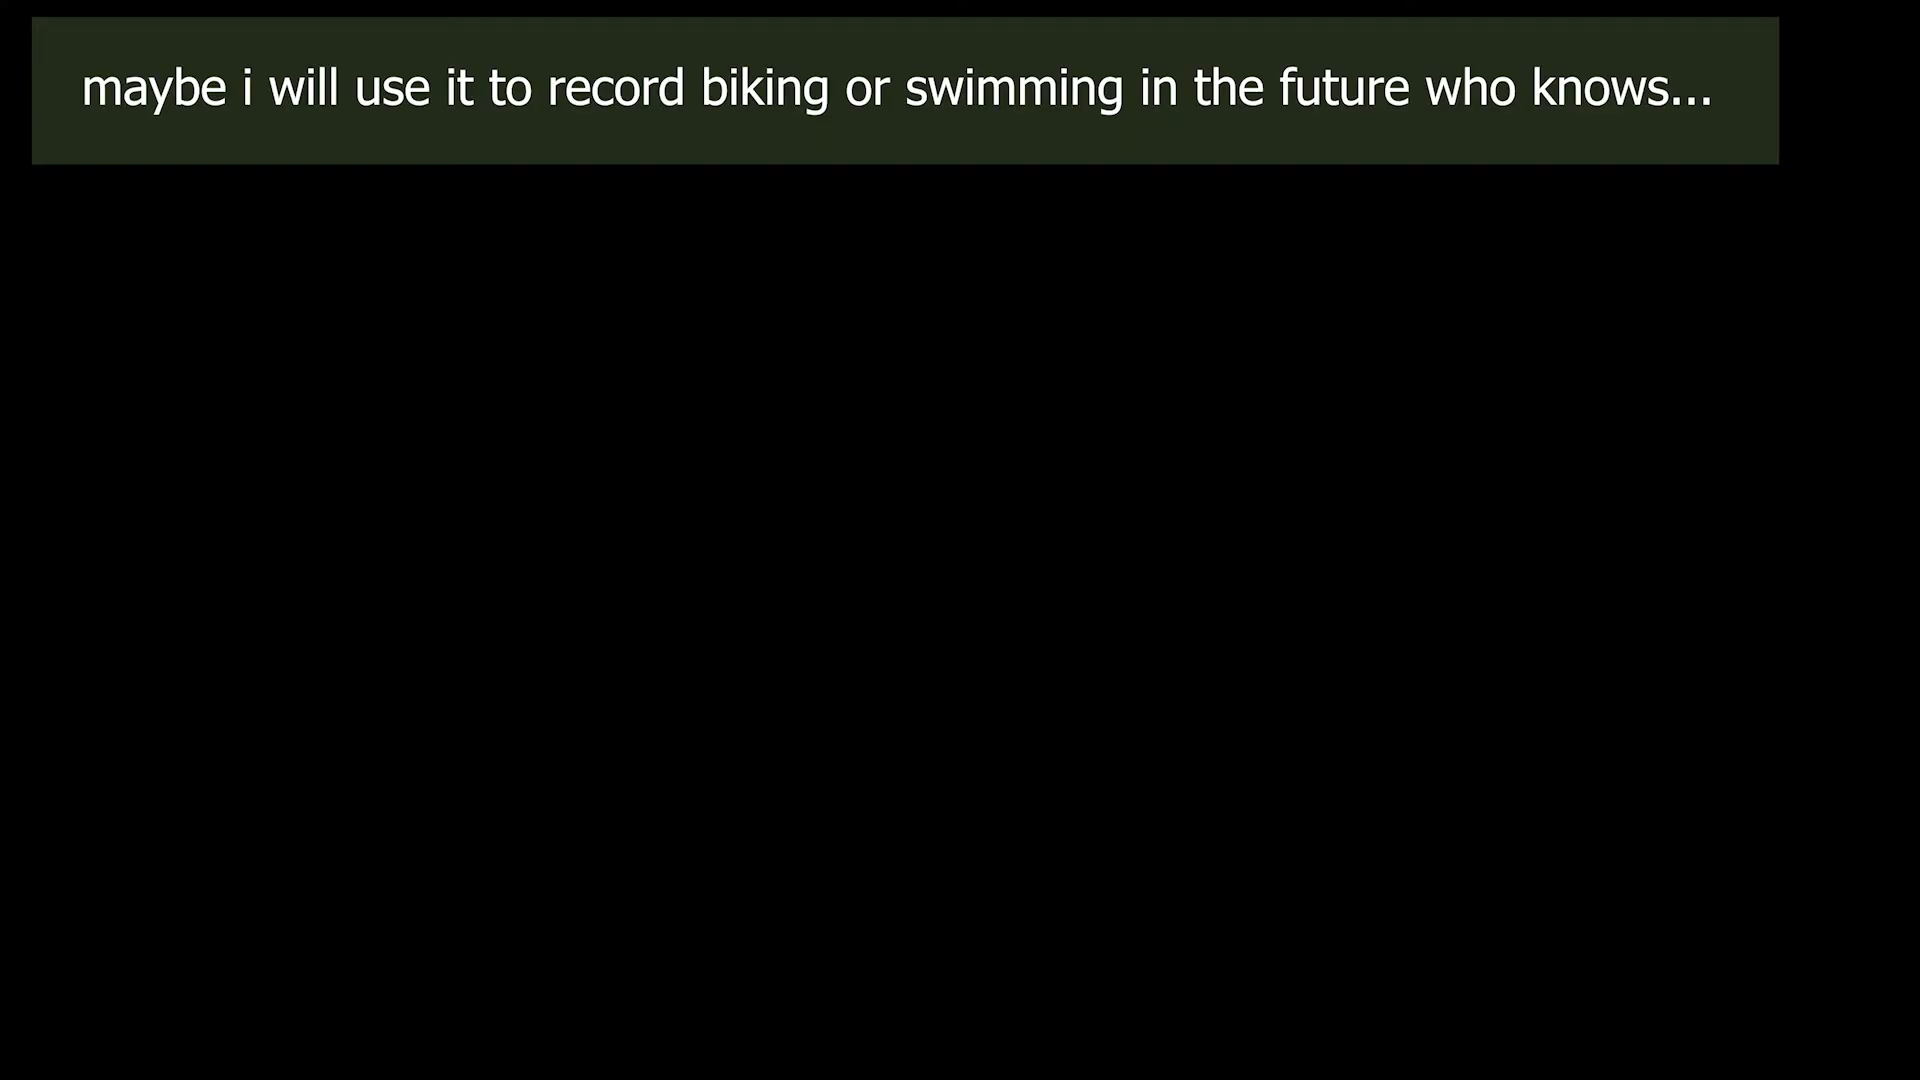 maybe i will use it to record biking or swimming in the future who knows...